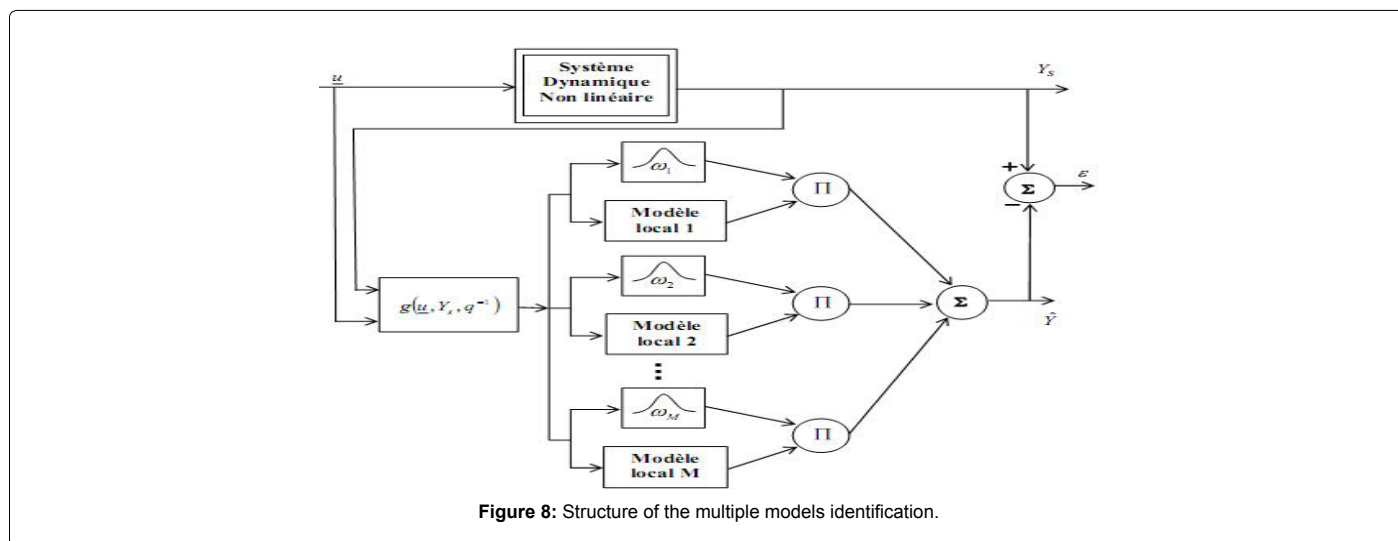 u
Système
Dynamique
Non linéaire
Y_s
ω_1
Π
+
Σ
ε
−
Modèle
local 1
g(u, Y_s, q^{-1})
ω_2
Π
Σ
Ŷ
Modèle
local 2
⋮
ω_M
Π
Modèle
local M
Figure 8: Structure of the multiple models identification.